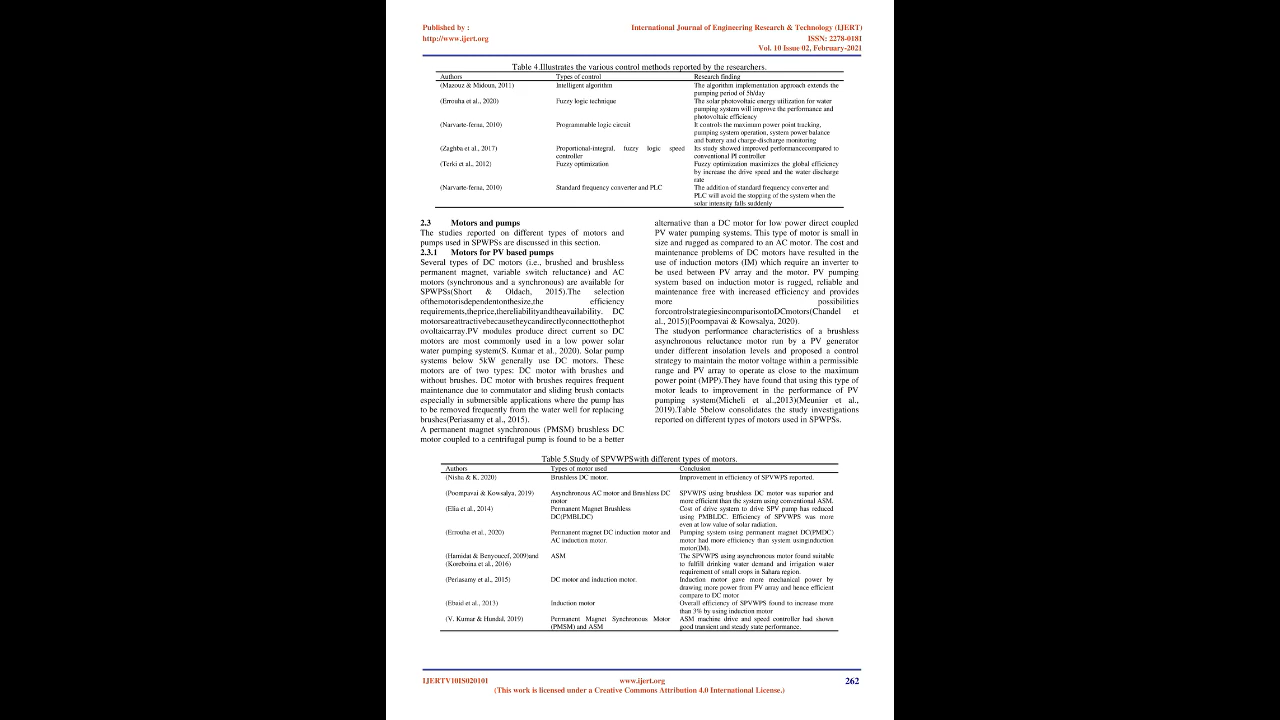 Published by :
International Journal of Engineering Research & Technology (IJERT)
http://www.ijert.org
ISSN: 2278-0181
Vol. 10 Issue 02, February-2021
Table 4.Illustrates the various control methods reported by the researchers.
Authors Types of control Research finding
(Mazouz & Midoun, 2011) Intelligent algorithm The algorithm implementation approach extends the
pumping period of 5h/day
(Errouha et al., 2020) Fuzzy logic technique The solar photovoltaic energy utilization for water
pumping system will improve the performance and
photovoltaic efficiency
(Narvarte-ferna, 2010) Programmable logic circuit It controls the maximum power point tracking,
pumping system operation, system power balance
and battery and charge-discharge monitoring
(Zaghba et al., 2017) Proportional-integral, fuzzy logic speed Its study showed improved performancecompared to
controller conventional PI controller
(Terki et al., 2012) Fuzzy optimization Fuzzy optimization maximizes the global efficiency
by increase the drive speed and the water discharge
rate
(Narvarte-ferna, 2010) Standard frequency converter and PLC The addition of standard frequency converter and
PLC will avoid the stopping of the system when the
solar intensity falls suddenly
2.3 Motors and pumps
The studies reported on different types of motors and
pumps used in SPWPSs are discussed in this section.
2.3.1 Motors for PV based pumps
Several types of DC motors (i.e., brushed and brushless
permanent magnet, variable switch reluctance) and AC
motors (synchronous and a synchronous) are available for
SPWPSs(Short & Oldach, 2015).The selection
ofthemotorisdependentonthesize,the efficiency
requirements,theprice,thereliabilityandtheavailability. DC
motorsareattractivebecausetheycandirectlyconnecttothephot
ovoltaicarray.PV modules produce direct current so DC
motors are most commonly used in a low power solar
water pumping system(S. Kumar et al., 2020). Solar pump
systems below 5kW generally use DC motors. These
motors are of two types: DC motor with brushes and
without brushes. DC motor with brushes requires frequent
maintenance due to commutator and sliding brush contacts
especially in submersible applications where the pump has
to be removed frequently from the water well for replacing
brushes(Periasamy et al., 2015).
A permanent magnet synchronous (PMSM) brushless DC
motor coupled to a centrifugal pump is found to be a better
alternative than a DC motor for low power direct coupled
PV water pumping systems. This type of motor is small in
size and rugged as compared to an AC motor. The cost and
maintenance problems of DC motors have resulted in the
use of induction motors (IM) which require an inverter to
be used between PV array and the motor. PV pumping
system based on induction motor is rugged, reliable and
maintenance free with increased efficiency and provides
more possibilities
forcontrolstrategiesincomparisontoDCmotors(Chandel et
al., 2015)(Poompavai & Kowsalya, 2020).
The studyon performance characteristics of a brushless
asynchronous reluctance motor run by a PV generator
under different insolation levels and proposed a control
strategy to maintain the motor voltage within a permissible
range and PV array to operate as close to the maximum
power point (MPP).They have found that using this type of
motor leads to improvement in the performance of PV
pumping system(Micheli et al.,2013)(Meunier et al.,
2019).Table 5below consolidates the study investigations
reported on different types of motors used in SPWPSs.
Table 5.Study of SPVWPSwith different types of motors.
Authors Types of motor used Conclusion
(Nisha & K, 2020) Brushless DC motor. Improvement in efficiency of SPVWPS reported.
(Poompavai & Kowsalya, 2019) Asynchronous AC motor and Brushless DC SPVWPS using brushless DC motor was superior and
motor more efficient than the system using conventional ASM.
(Elia et al., 2014) Permanent Magnet Brushless Cost of drive system to drive SPV pump has reduced
DC(PMBLDC) using PMBLDC. Efficiency of SPVWPS was more
even at low value of solar radiation.
(Errouha et al., 2020) Permanent magnet DC induction motor and Pumping system using permanent magnet DC(PMDC)
AC induction motor. motor had more efficiency than system usinginduction
motor(IM).
(Hamidat & Benyoucef, 2009)and ASM The SPVWPS using asynchronous motor found suitable
(Koreboina et al., 2016) to fulfill drinking water demand and irrigation water
requirement of small crops in Sahara region.
(Periasamy et al., 2015) DC motor and induction motor. Induction motor gave more mechanical power by
drawing more power from PV array and hence efficient
compare to DC motor
(Ebaid et al., 2013) Induction motor Overall efficiency of SPVWPS found to increase more
than 3% by using induction motor
(V. Kumar & Hundal, 2019) Permanent Magnet Synchronous Motor ASM machine drive and speed controller had shown
(PMSM) and ASM good transient and steady state performance.
IJERTV10IS020101
www.ijert.org
262
(This work is licensed under a Creative Commons Attribution 4.0 International License.)